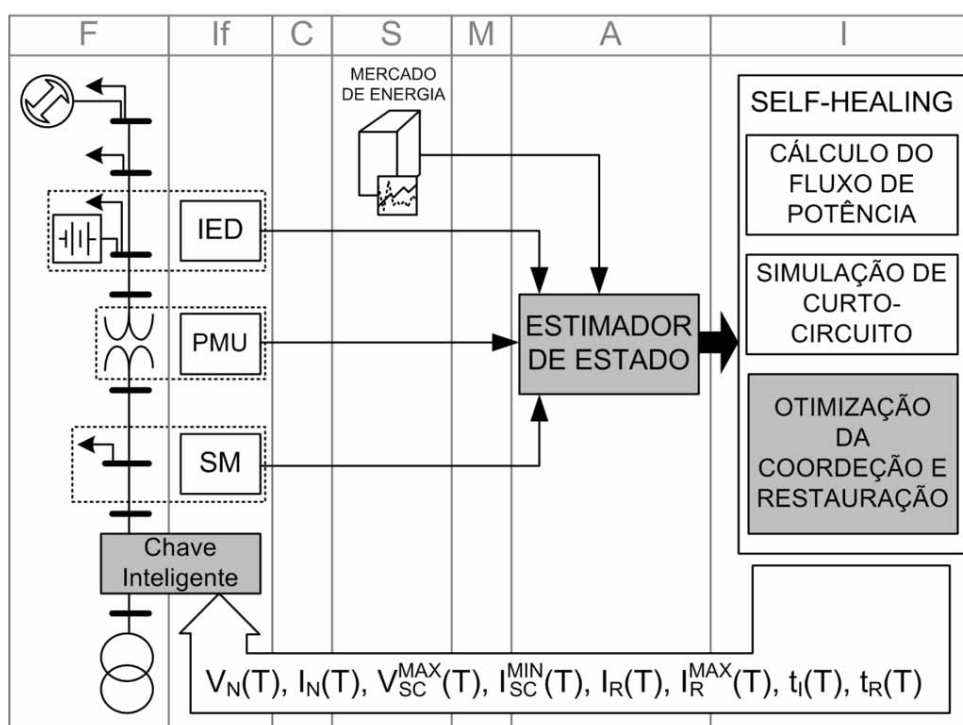 F If C S M A I
MERCADO
DE ENERGIA
SELF-HEALING
CÁLCULO DO
FLUXO DE
POTÊNCIA
IED
SIMULAÇÃO DE
CURTO-
CIRCUITO
ESTIMADOR
DE ESTADO
PMU
OTIMIZAÇÃO
DA
COORDEÇÃO E
RESTAURAÇÃO
SM
Chave
Inteligente
V_N(T), I_N(T), V_SC^MAX(T), I_SC^MIN(T), I_R(T), I_R^MAX(T), t_I(T), t_R(T)